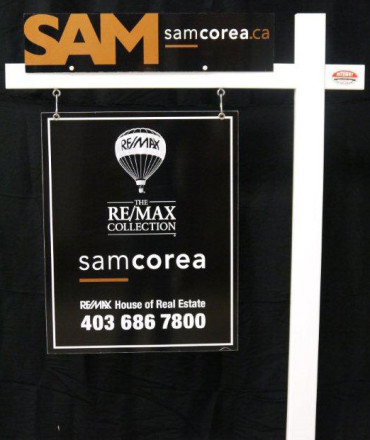 SAM samcorea.ca
RE/MAX
THE
RE/MAX
COLLECTION
samcorea
RE/MAX House of Real Estate
403 686 7800